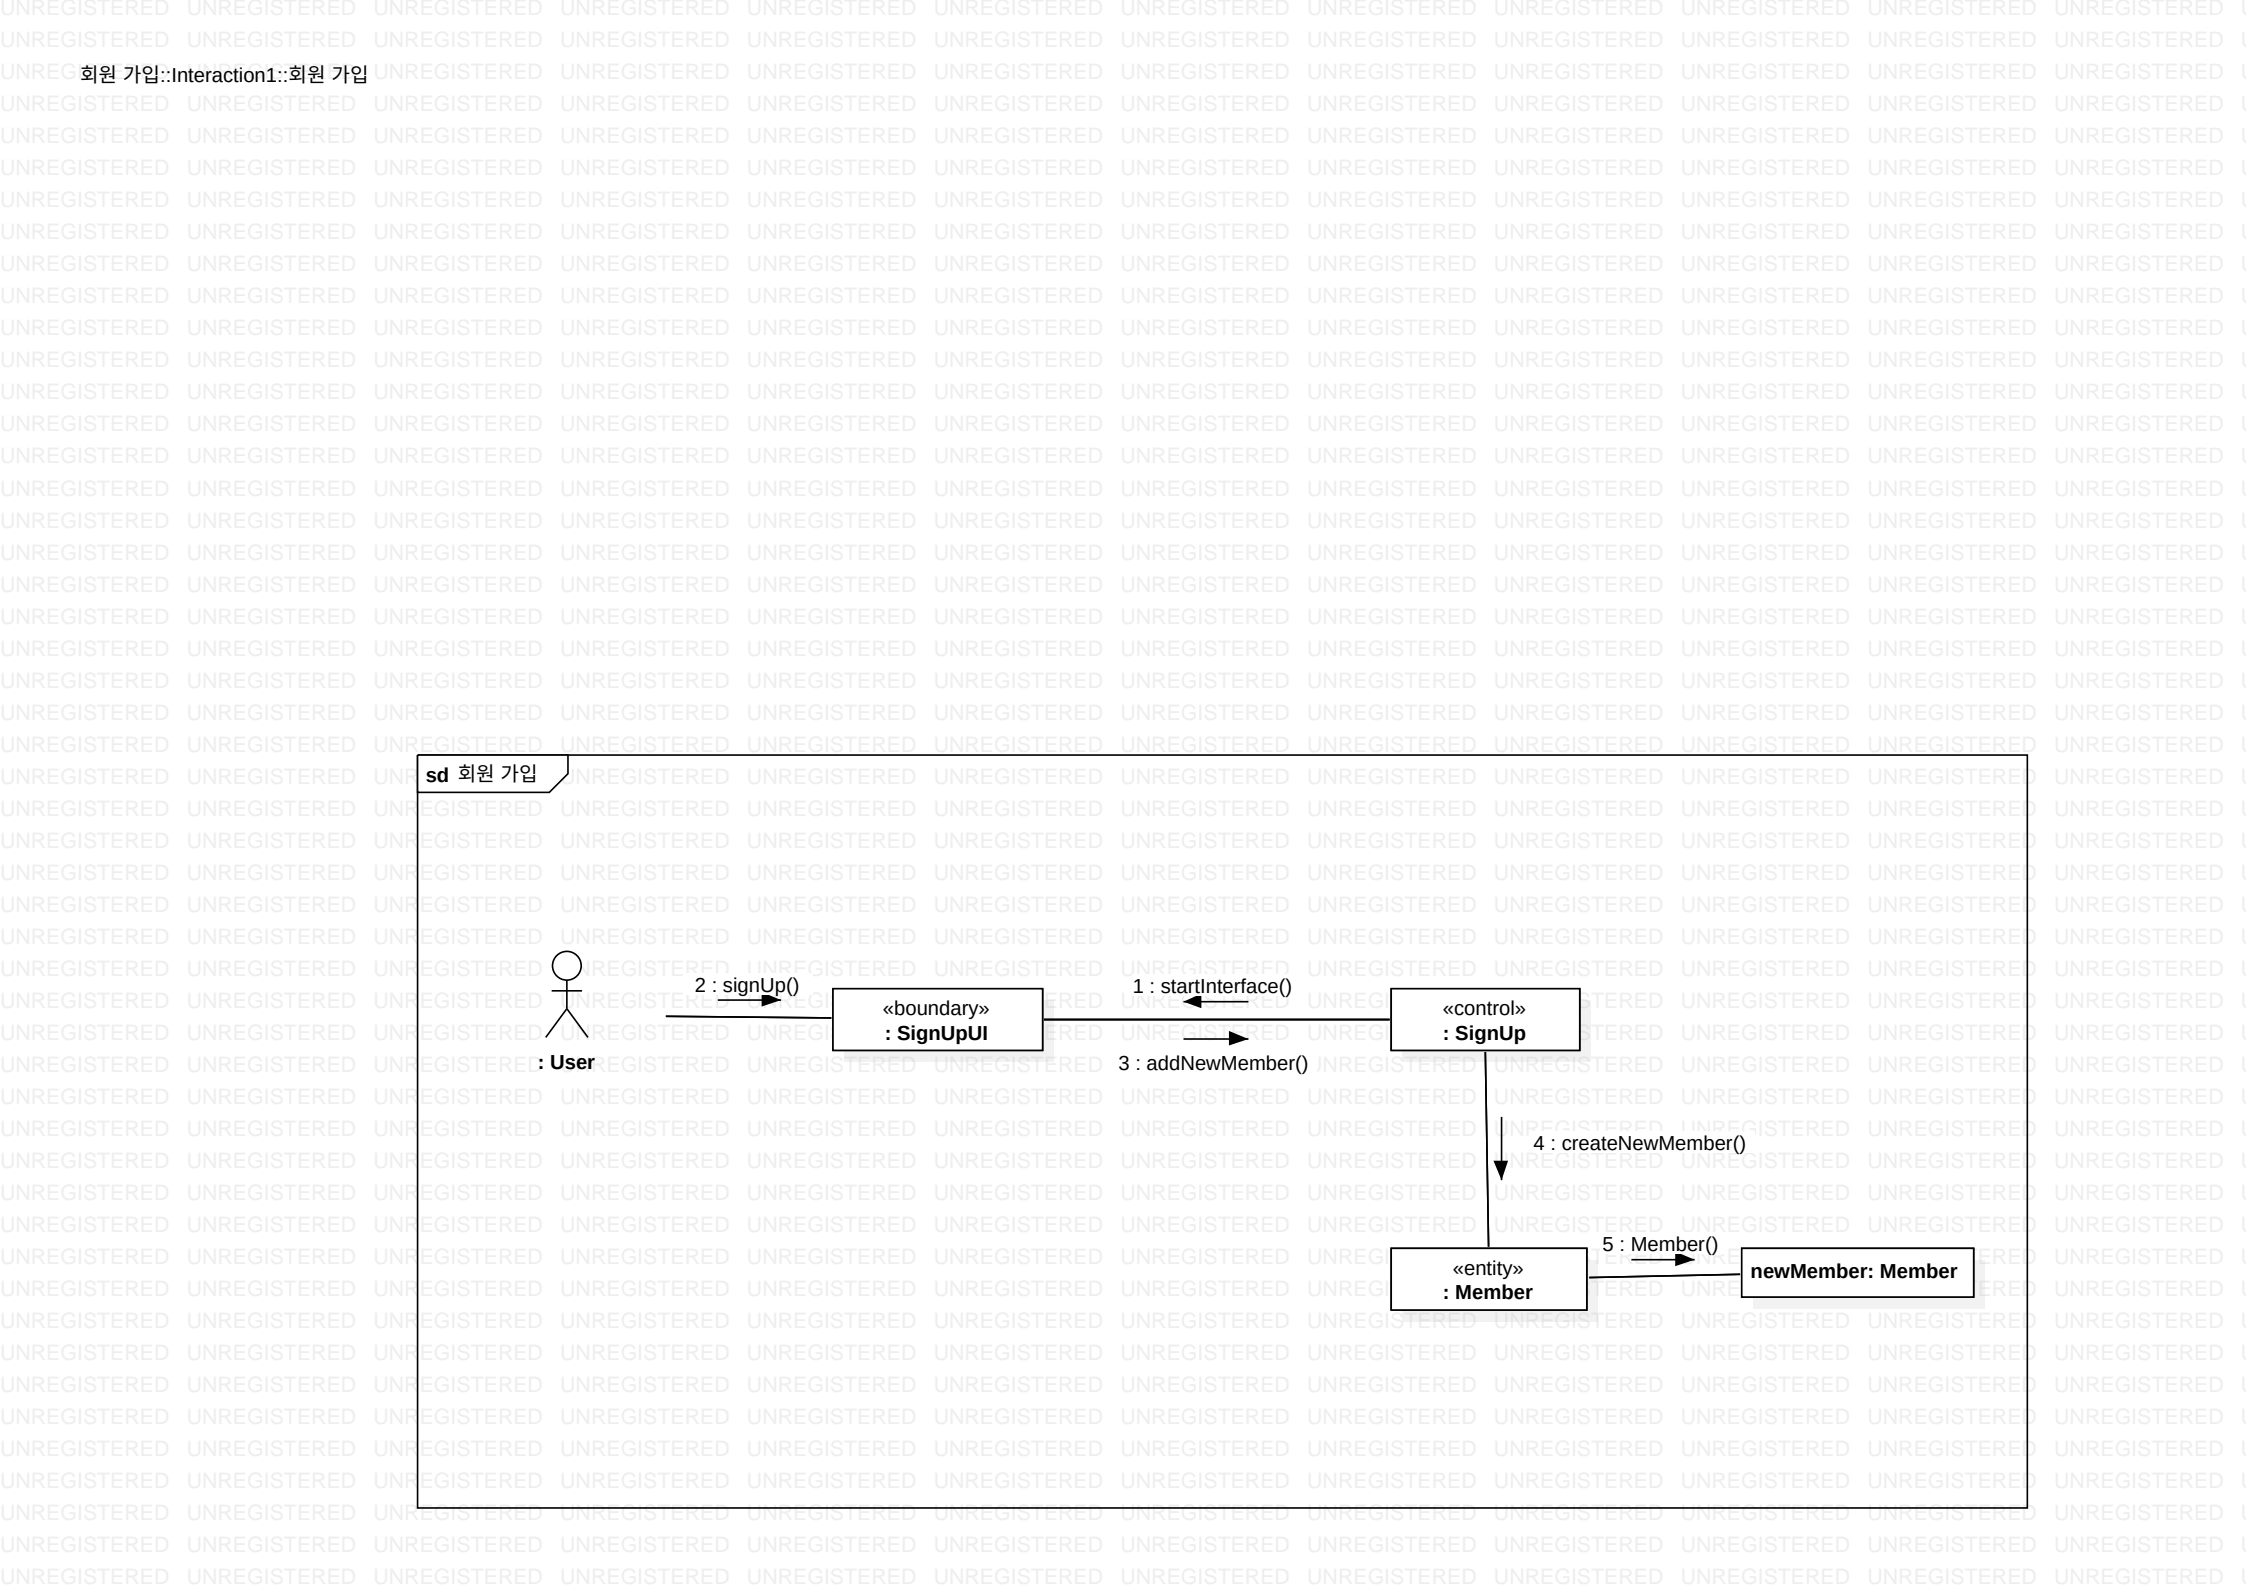 회원 가입::Interaction1::회원 가입
sd 회원 가입
2 : signUp()
1 : startInterface()
«boundary»
: SignUpUI
«control»
: SignUp
: User
3 : addNewMember()
4 : createNewMember()
5 : Member()
«entity»
: Member
newMember: Member
UNREGISTERED